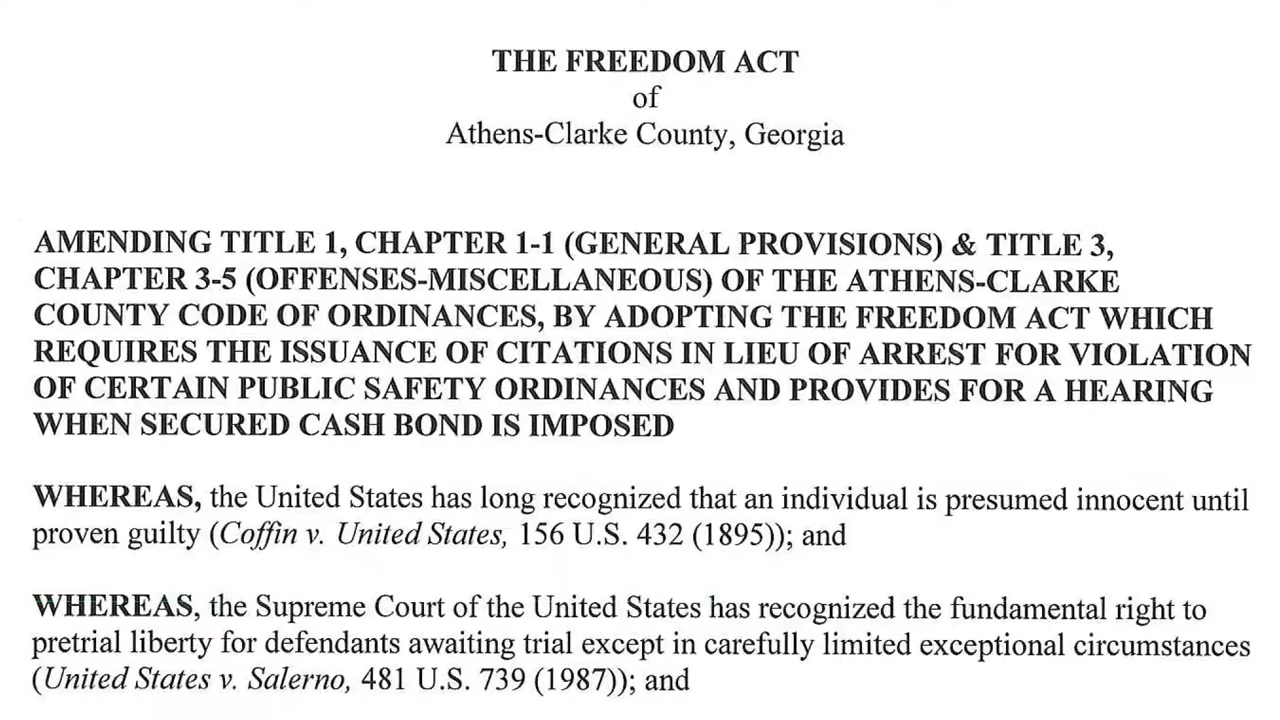 THE FREEDOM ACT
of
Athens-Clarke County, Georgia
AMENDING TITLE 1, CHAPTER 1-1 (GENERAL PROVISIONS) & TITLE 3,
CHAPTER 3-5 (OFFENSES-MISCELLANEOUS) OF THE ATHENS-CLARKE
COUNTY CODE OF ORDINANCES, BY ADOPTING THE FREEDOM ACT WHICH
REQUIRES THE ISSUANCE OF CITATIONS IN LIEU OF ARREST FOR VIOLATION
OF CERTAIN PUBLIC SAFETY ORDINANCES AND PROVIDES FOR A HEARING
WHEN SECURED CASH BOND IS IMPOSED
WHEREAS, the United States has long recognized that an individual is presumed innocent until
proven guilty (Coffin v. United States, 156 U.S. 432 (1895)); and
WHEREAS, the Supreme Court of the United States has recognized the fundamental right to
pretrial liberty for defendants awaiting trial except in carefully limited exceptional circumstances
(United States v. Salerno, 481 U.S. 739 (1987)); and